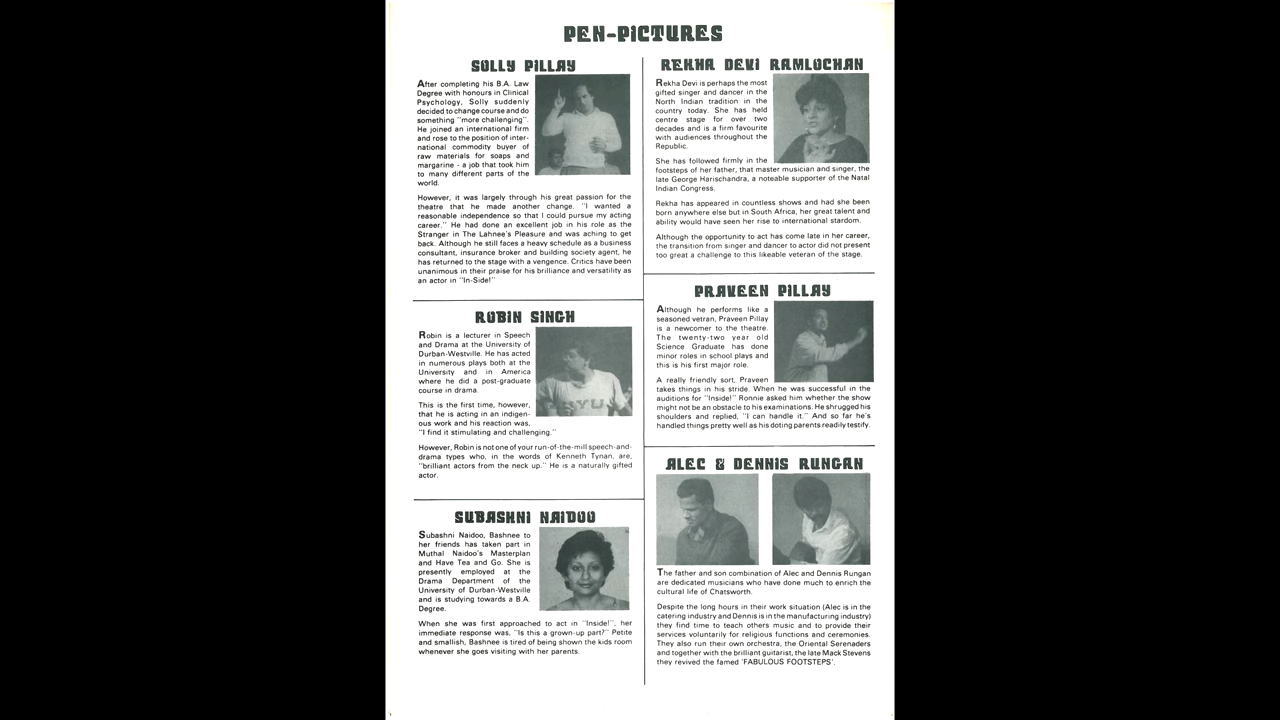 PEN-PICTURES
SOLLY PILLAY
After completing his B.A. Law
Degree with honours in Clinical
Psychology, Solly suddenly
decided to change course and do
something "more challenging".
He joined an international firm
and rose to the position of inter-
national commodity buyer of
raw materials for soaps and
margarine - a job that took him
to many different parts of the
world.
However, it was largely through his great passion for the
theatre that he made another change. "I wanted a
reasonable independence so that I could pursue my acting
career." He had done an excellent job in his role as the
Stranger in The Lahnee's Pleasure and was aching to get
back. Although he still faces a heavy schedule as a business
consultant, insurance broker and building society agent, he
has returned to the stage with a vengence. Critics have been
unanimous in their praise for his brilliance and versatility as
an actor in "In-Side!"
ROBIN SINGH
Robin is a lecturer in Speech
and Drama at the University of
Durban-Westville. He has acted
in numerous plays both at the
University and in America
where he did a post-graduate
course in drama.
This is the first time, however,
that he is acting in an indigen-
ous work and his reaction was,
"I find it stimulating and challenging."
However, Robin is not one of your run-of-the-mill speech-and-
drama types who, in the words of Kenneth Tynan, are,
"brilliant actors from the neck up." He is a naturally gifted
actor.
SUBASHNI NAIDOO
Subashni Naidoo, Bashnee to
her friends has taken part in
Muthal Naidoo's Masterplan
and Have Tea and Go. She is
presently employed at the
Drama Department of the
University of Durban-Westville
and is studying towards a B.A.
Degree.
When she was first approached to act in "Inside!", her
immediate response was, "Is this a grown-up part?" Petite
and smallish, Bashnee is tired of being shown the kids room
whenever she goes visiting with her parents.
REKHA DEVI RAMLOCHAN
Rekha Devi is perhaps the most
gifted singer and dancer in the
North Indian tradition in the
country today. She has held
centre stage for over two
decades and is a firm favourite
with audiences throughout the
Republic.
She has followed firmly in the
footsteps of her father, that master musician and singer, the
late George Harischandra, a noteable supporter of the Natal
Indian Congress.
Rekha has appeared in countless shows and had she been
born anywhere else but in South Africa, her great talent and
ability would have seen her rise to international stardom.
Although the opportunity to act has come late in her career,
the transition from singer and dancer to actor did not present
too great a challenge to this likeable veteran of the stage.
PRAVEEN PILLAY
Although he performs like a
seasoned vetran, Praveen Pillay
is a newcomer to the theatre.
The twenty-two year old
Science Graduate has done
minor roles in school plays and
this is his first major role.
A really friendly sort, Praveen
takes things in his stride. When he was successful in the
auditions for "Inside!" Ronnie asked him whether the show
might not be an obstacle to his examinations. He shrugged his
shoulders and replied, "I can handle it." And so far he's
handled things pretty well as his doting parents readily testify.
ALEC & DENNIS RUNGAN
The father and son combination of Alec and Dennis Rungan
are dedicated musicians who have done much to enrich the
cultural life of Chatsworth.
Despite the long hours in their work situation (Alec is in the
catering industry and Dennis is in the manufacturing industry)
they find time to teach others music and to provide their
services voluntarily for religious functions and ceremonies.
They also run their own orchestra, the Oriental Serenaders
and together with the brilliant guitarist, the late Mack Stevens
they revived the famed 'FABULOUS FOOTSTEPS'.